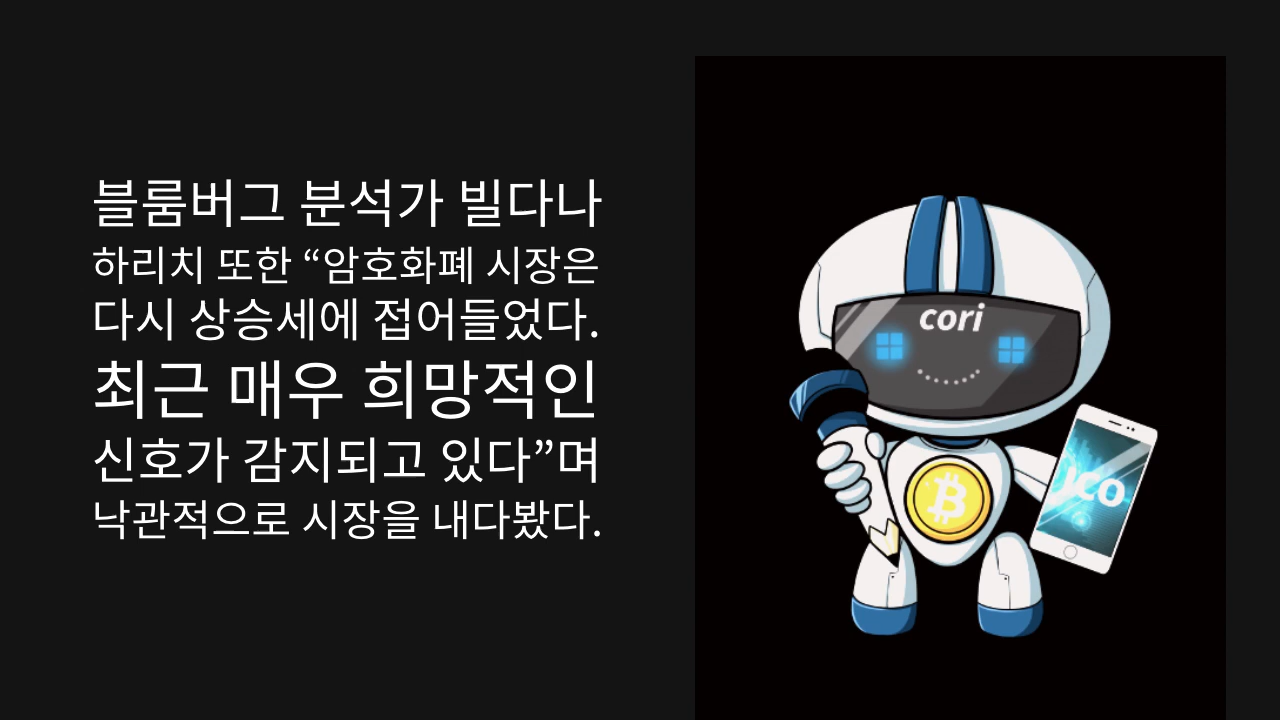 블룸버그 분석가 빌다나
하리치 또한 “암호화폐 시장은
다시 상승세에 접어들었다.
최근 매우 희망적인
신호가 감지되고 있다”며
낙관적으로 시장을 내다봤다.
cori
ICO